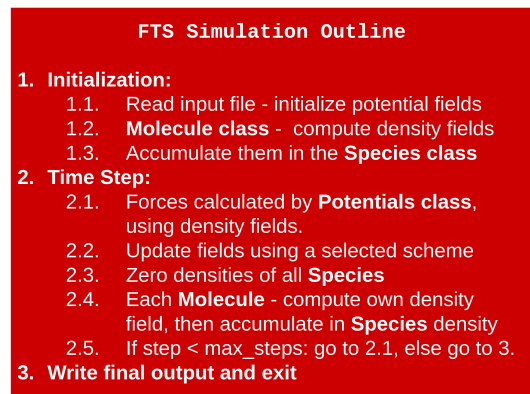 FTS Simulation Outline
1. Initialization:
1.1. Read input file - initialize potential fields
1.2. Molecule class - compute density fields
1.3. Accumulate them in the Species class
2. Time Step:
2.1. Forces calculated by Potentials class,
using density fields.
2.2. Update fields using a selected scheme
2.3. Zero densities of all Species
2.4. Each Molecule - compute own density
field, then accumulate in Species density
2.5. If step < max_steps: go to 2.1, else go to 3.
3. Write final output and exit